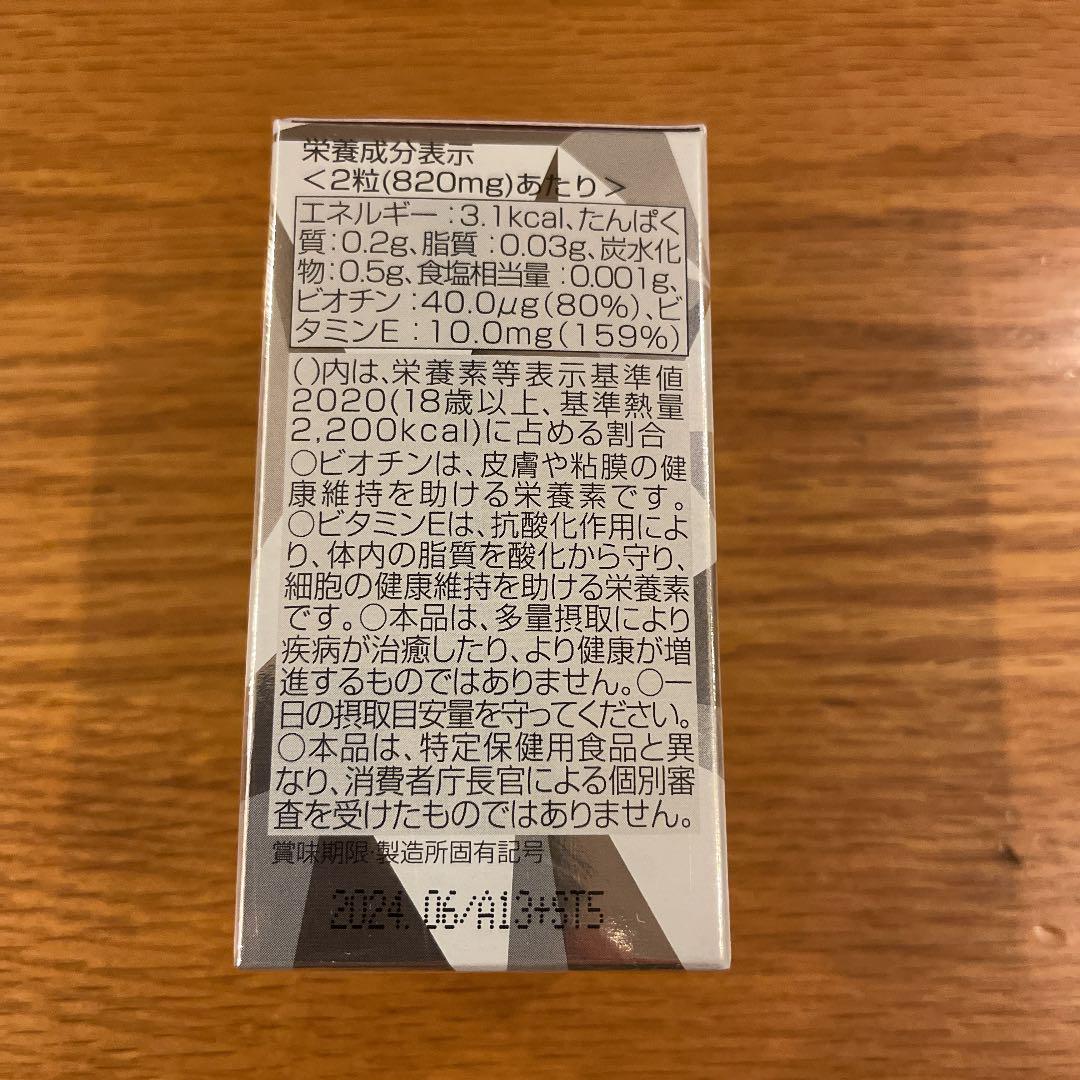 栄養成分表示
<2粒(820mg)あたり>
エネルギー:3.1kcal、たんぱく
質:0.2g、脂質:0.03g、炭水化
物:0.5g、食塩相当量:0.001g、
ビオチン:40.0μg(80%)、ビ
タミンE:10.0mg(159%)
()内は、栄養素等表示基準値
2020(18歳以上、基準熱量
2,200kcal)に占める割合
○ビオチンは、皮膚や粘膜の健
康維持を助ける栄養素です。
○ビタミンEは、抗酸化作用によ
り、体内の脂質を酸化から守り、
細胞の健康維持を助ける栄養素
です。○本品は、多量摂取により
疾病が治癒したり、より健康が増
進するものではありません。○一
日の摂取目安量を守ってください。
○本品は、特定保健用食品と異
なり、消費者庁長官による個別審
査を受けたものではありません。
賞味期限・製造所固有記号
2024.06/A13+ST5